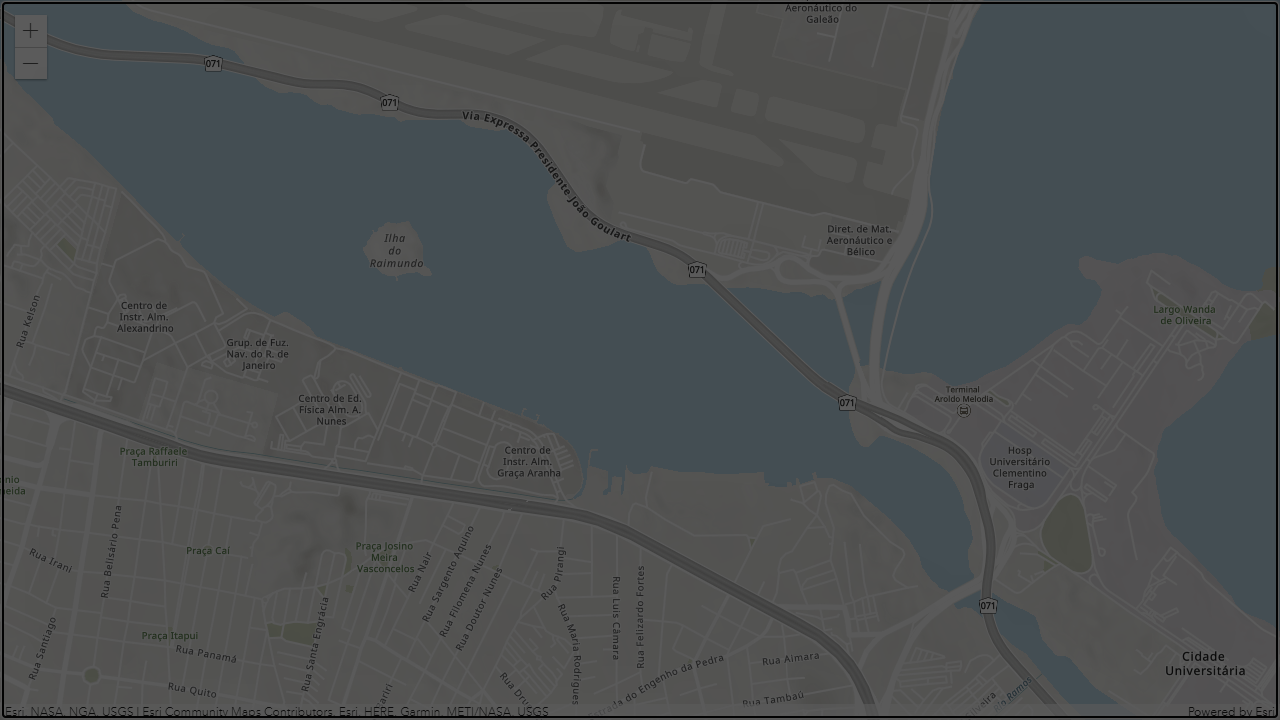 Aeronáutico do
Galeão
+
071
071
Via Expressa Presidente João Goulart
Diret. de Mat.
Aeronáutico e
Bélico
Ilha
do
Raimundo
071
Largo Wanda
de Oliveira
Rua Kelson
Centro de
Instr. Alm.
Alexandrino
Grup. de Fuz.
Nav. do R. de
Janeiro
Centro de Ed.
Física Alm. A.
Nunes
071
Terminal
Aroldo Melodia
Praça Raffaele
Tamburiri
Centro de
Instr. Alm.
Graça Aranha
Hosp
Universitário
Clementino
Fraga
Rua Belisário Pena
Rua Irani
Praça Caí
Praça Josino
Meira
Vasconcelos
Rua Nair
Rua Sargento Aquino
Rua Filomena Nunes
Rua Doutor Nunes
Rua Pirangi
Rua Maria Rodrigues
Rua Luís Câmara
Rua Felizardo Fortes
071
Rua Santiago
Praça Itapuí
Rua Panamá
Rua Santa Engrácia
Rua Quito
do Engenho da Pedra
Rua Aimara
Rua Tambaú
Cidade
Universitária
Esri, NASA, NGA, USGS | Esri Community Maps Contributors, Esri, HERE, Garmin, METI/NASA, USGS
Powered by Esri